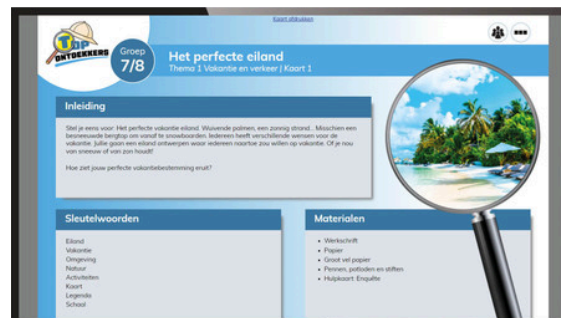 Kaart afdrukken
TOP
ONTDEKKERS
Groep
7/8
Het perfecte eiland
Thema 1 Vakantie en verkeer | Kaart 1
Inleiding
Stel je eens voor: Het perfecte vakantie eiland. Wuivende palmen, een zonnig strand... Misschien een
besneeuwde bergtop om vanaf te snowboarden. Iedereen heeft verschillende wensen voor de
vakantie. Jullie gaan een eiland ontwerpen waar iedereen naartoe zou willen op vakantie. Of je nou
van sneeuw of van zon houdt!
Hoe ziet jouw perfecte vakantiebestemming eruit?
Sleutelwoorden
Eiland
Vakantie
Omgeving
Natuur
Activiteiten
Kaart
Legenda
School
Materialen
• Werkschrift
• Papier
• Groot vel papier
• Pennen, potloden en stiften
• Hulpkaart: Enquête